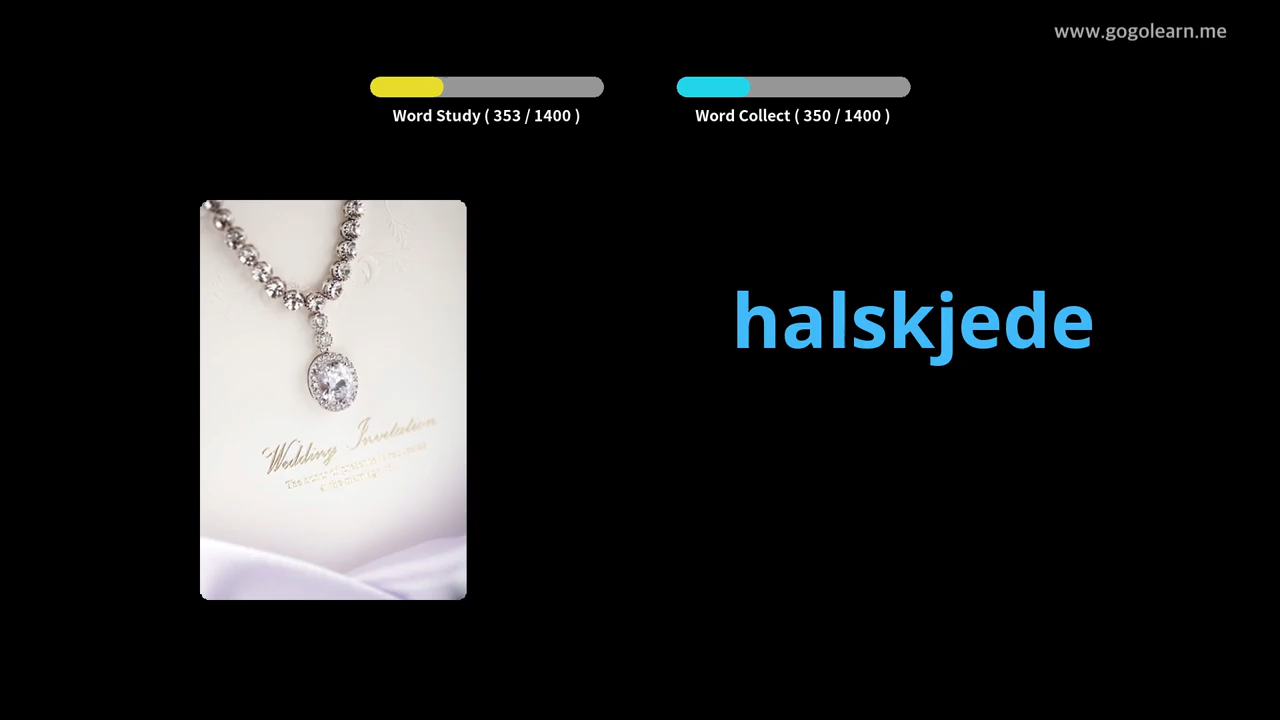 www.gogolearn.me
Word Study ( 353 / 1400 )
Word Collect ( 350 / 1400 )
halskjede
Wedding Invitation